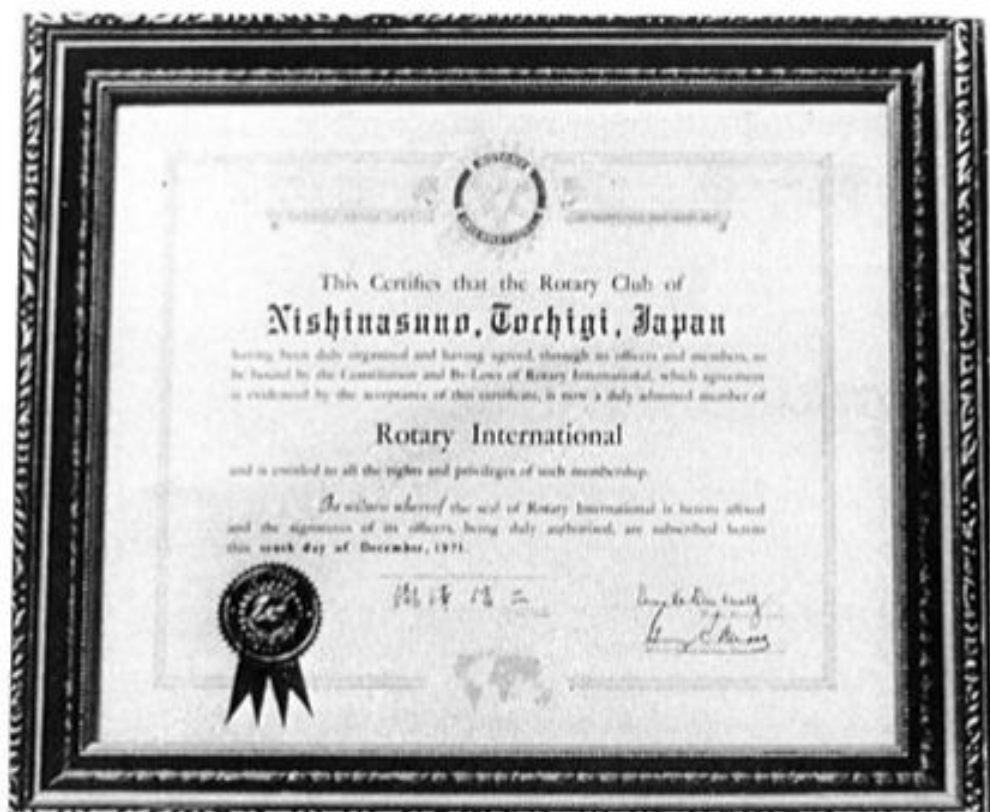 This Certifies that the Rotary Club of
Nishinasuno, Tochigi, Japan
having been duly organized and having agreed, through its officers and members, to
be bound by the Constitution and By-Laws of Rotary International, which agreement
is evidenced by the acceptance of this certificate, is now a duly admitted member of
Rotary International
and is entitled to all the rights and privileges of such membership.
In witness whereof the seal of Rotary International is hereto affixed
and the signatures of its officers, being duly authorized, are subscribed hereto
this day of December, 1971.